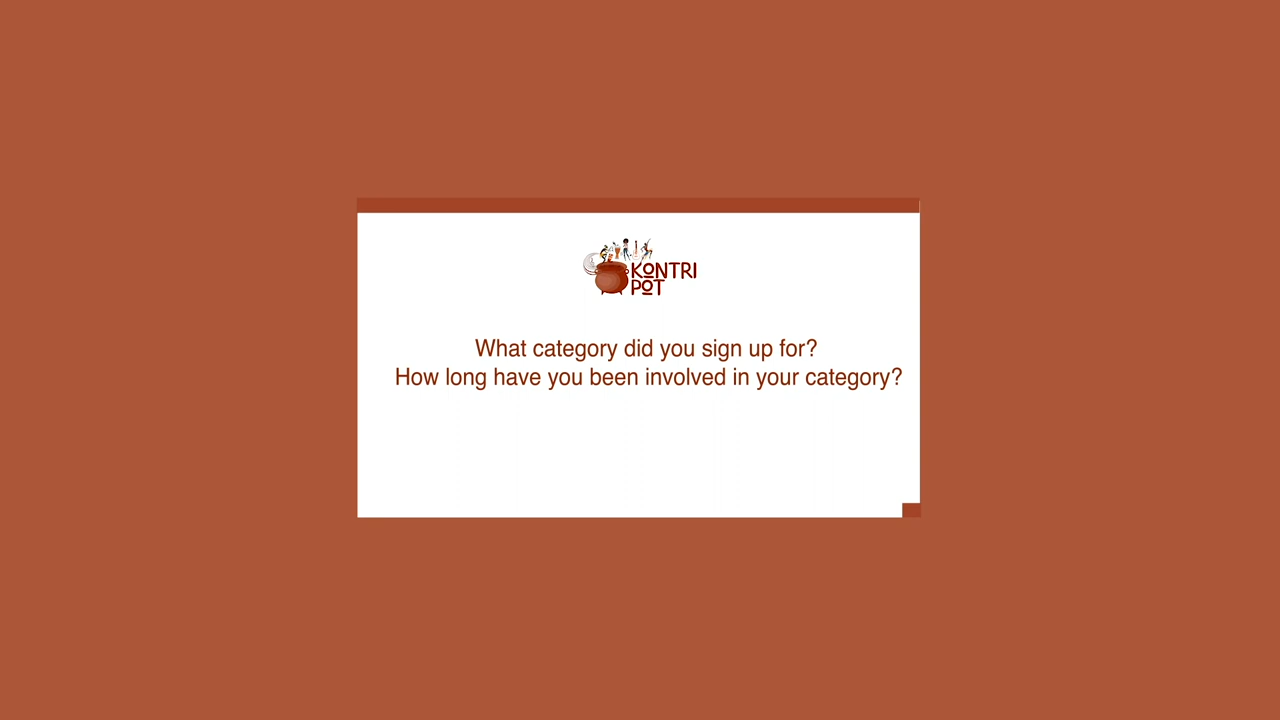 KONTRI
POT
What category did you sign up for?
How long have you been involved in your category?